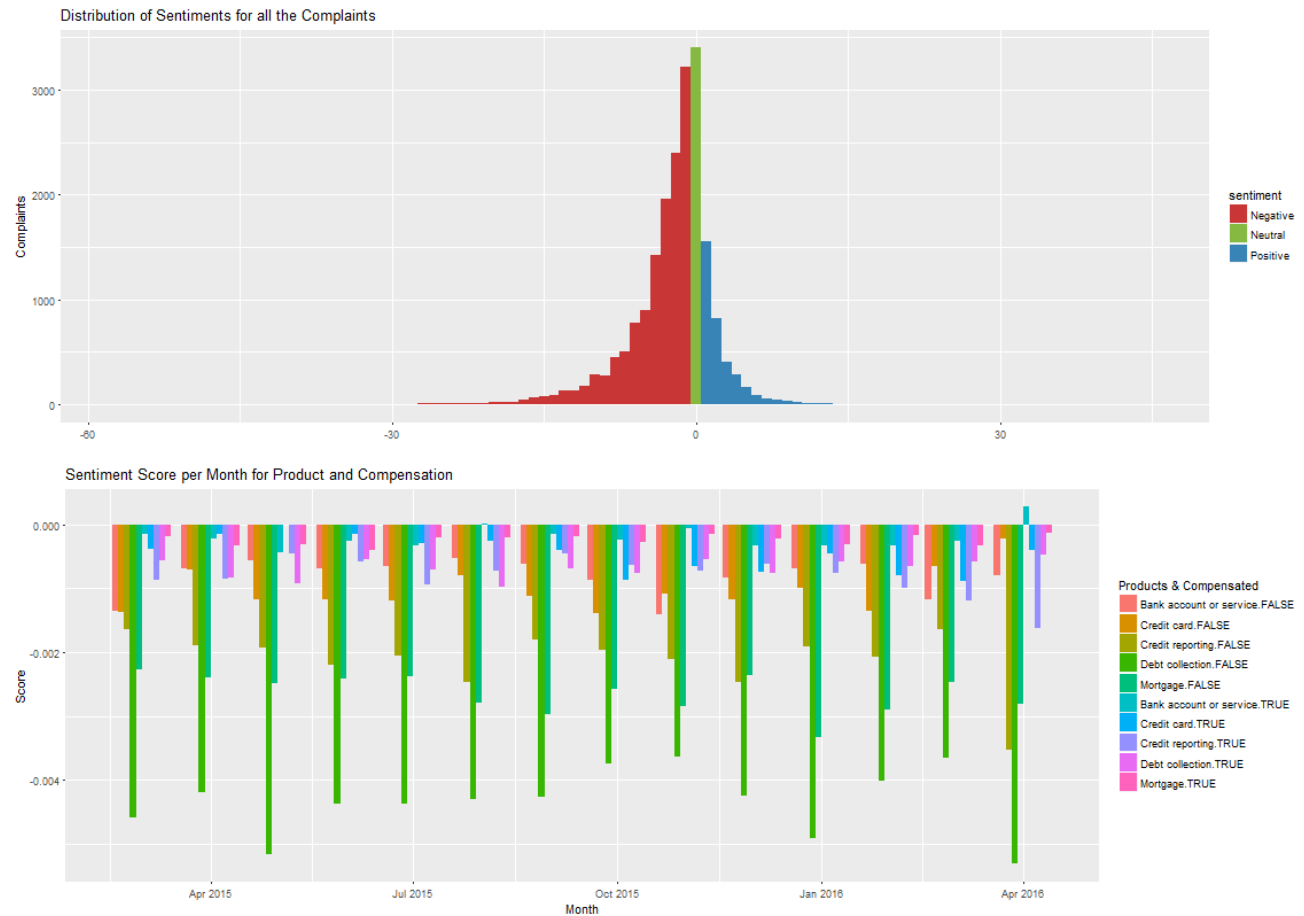 Distribution of Sentiments for all the Complaints
3000
2000
1000
0
Complaints
-60
-30
0
30
sentiment
Negative
Neutral
Positive
Sentiment Score per Month for Product and Compensation
0.000
-0.002
-0.004
Score
Apr 2015
Jul 2015
Oct 2015
Jan 2016
Apr 2016
Month
Products & Compensated
Bank account or service.FALSE
Credit card.FALSE
Credit reporting.FALSE
Debt collection.FALSE
Mortgage.FALSE
Bank account or service.TRUE
Credit card.TRUE
Credit reporting.TRUE
Debt collection.TRUE
Mortgage.TRUE